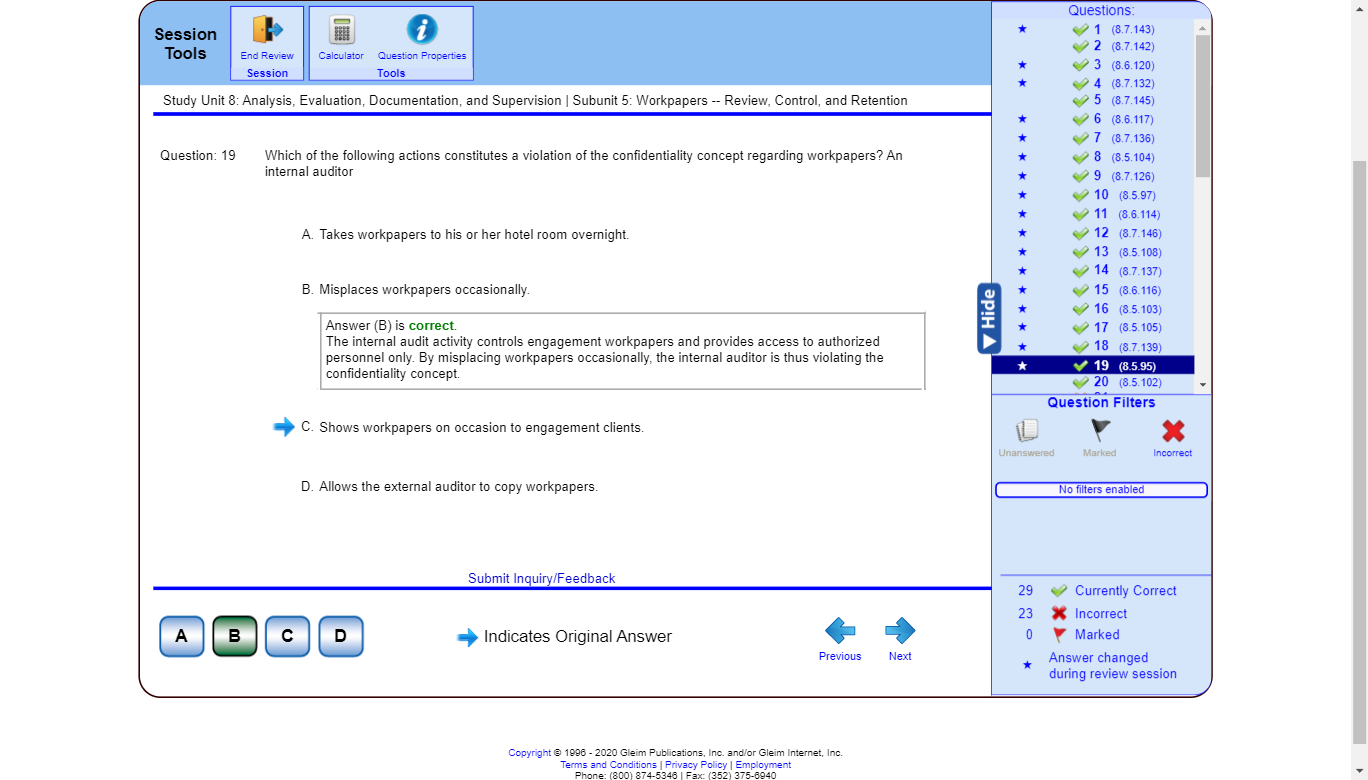 Session Tools
End Review
Session
Calculator
Question Properties
Tools
Study Unit 8: Analysis, Evaluation, Documentation, and Supervision | Subunit 5: Workpapers -- Review, Control, and Retention
Question: 19
Which of the following actions constitutes a violation of the confidentiality concept regarding workpapers? An
internal auditor
A. Takes workpapers to his or her hotel room overnight.
B. Misplaces workpapers occasionally.
Answer (B) is correct.
The internal audit activity controls engagement workpapers and provides access to authorized
personnel only. By misplacing workpapers occasionally, the internal auditor is thus violating the
confidentiality concept.
C. Shows workpapers on occasion to engagement clients.
D. Allows the external auditor to copy workpapers.
Submit Inquiry/Feedback
A
B
C
D
Indicates Original Answer
Previous
Next
Hide
Questions:
1 (8.7.143)
2 (8.7.142)
3 (8.6.120)
4 (8.7.132)
5 (8.7.145)
6 (8.6.117)
7 (8.7.136)
8 (8.5.104)
9 (8.7.126)
10 (8.5.97)
11 (8.6.114)
12 (8.7.146)
13 (8.5.108)
14 (8.7.137)
15 (8.6.116)
16 (8.5.103)
17 (8.5.105)
18 (8.7.139)
19 (8.5.95)
20 (8.5.102)
Question Filters
Unanswered
Marked
Incorrect
No filters enabled
29 Currently Correct
23 Incorrect
0 Marked
Answer changed
during review session
Copyright © 1996 - 2020 Gleim Publications, Inc. and/or Gleim Internet, Inc.
Terms and Conditions | Privacy Policy | Employment
Phone: (800) 874-5346 | Fax: (352) 375-6940